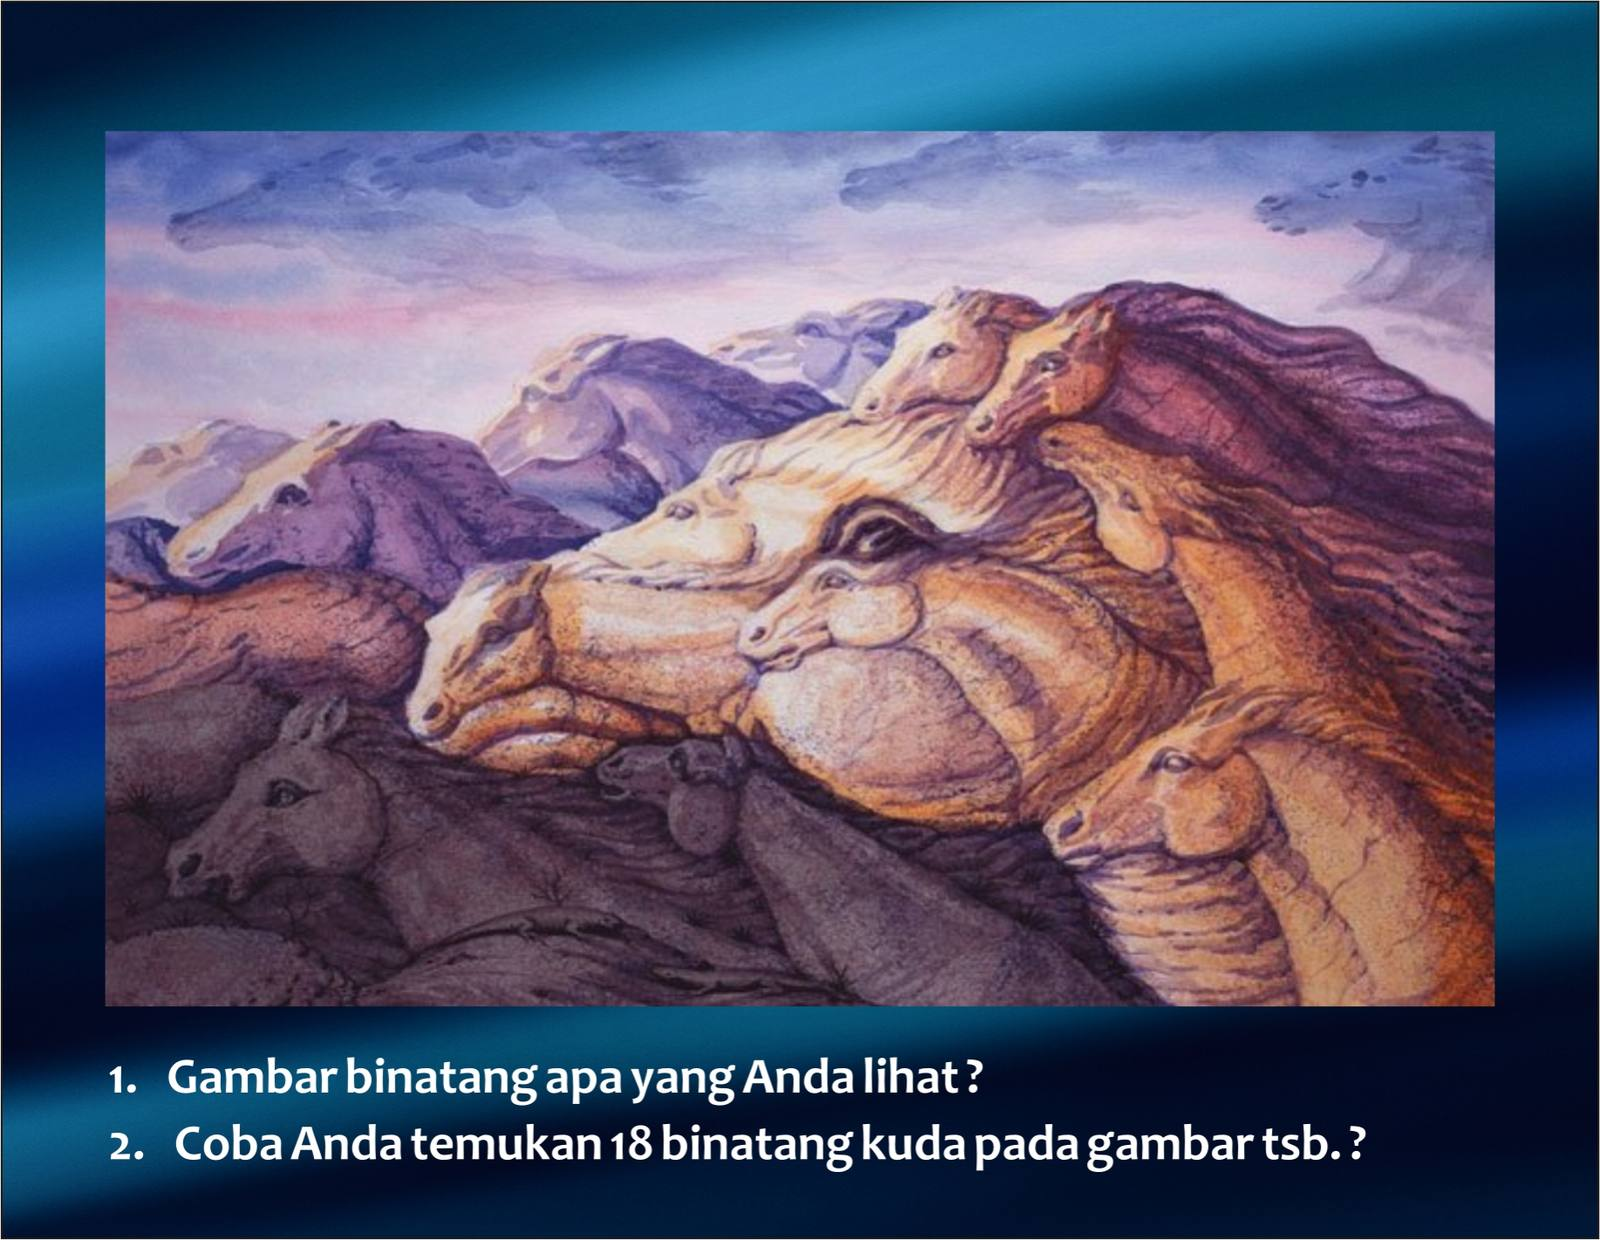 1. Gambar binatang apa yang Anda lihat ?
2. Coba Anda temukan 18 binatang kuda pada gambar tsb. ?